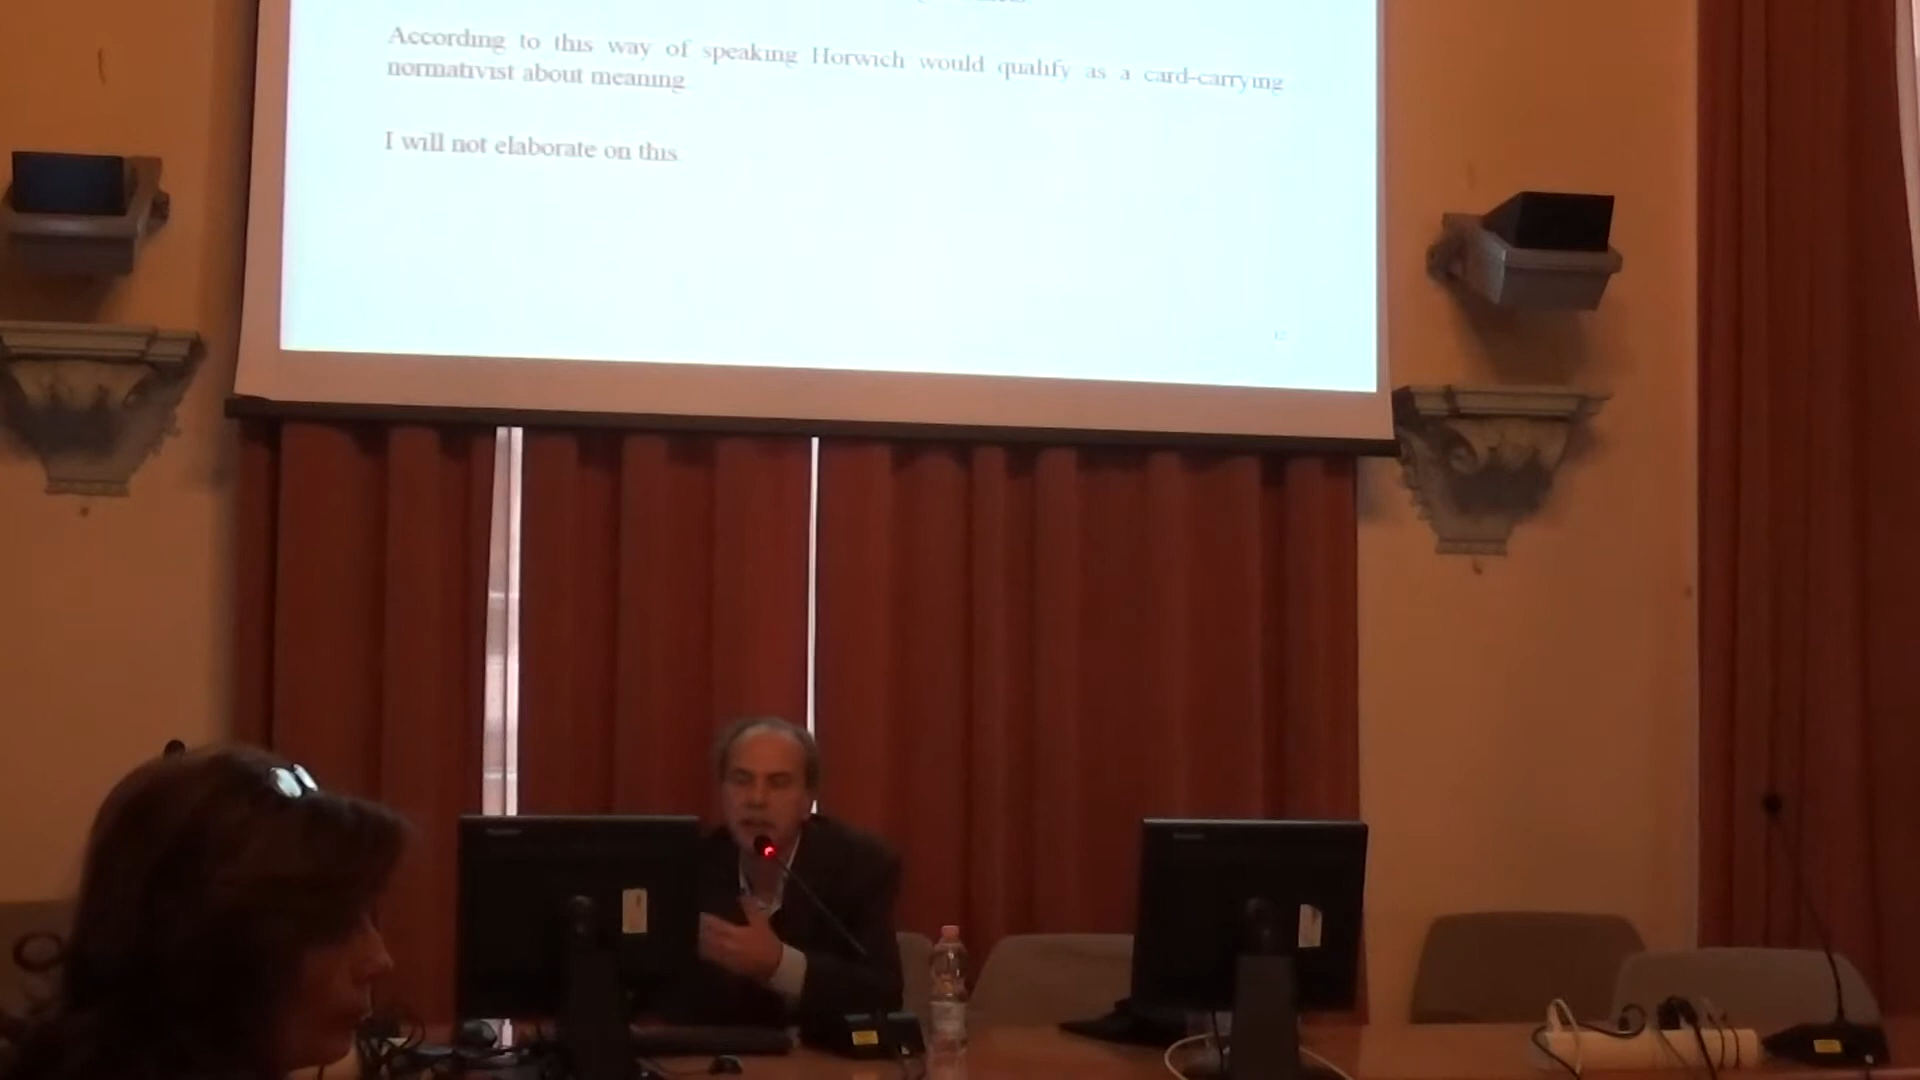 According to this way of speaking Horwich would qualify as a card-carrying
normativist about meaning
I will not elaborate on this
12